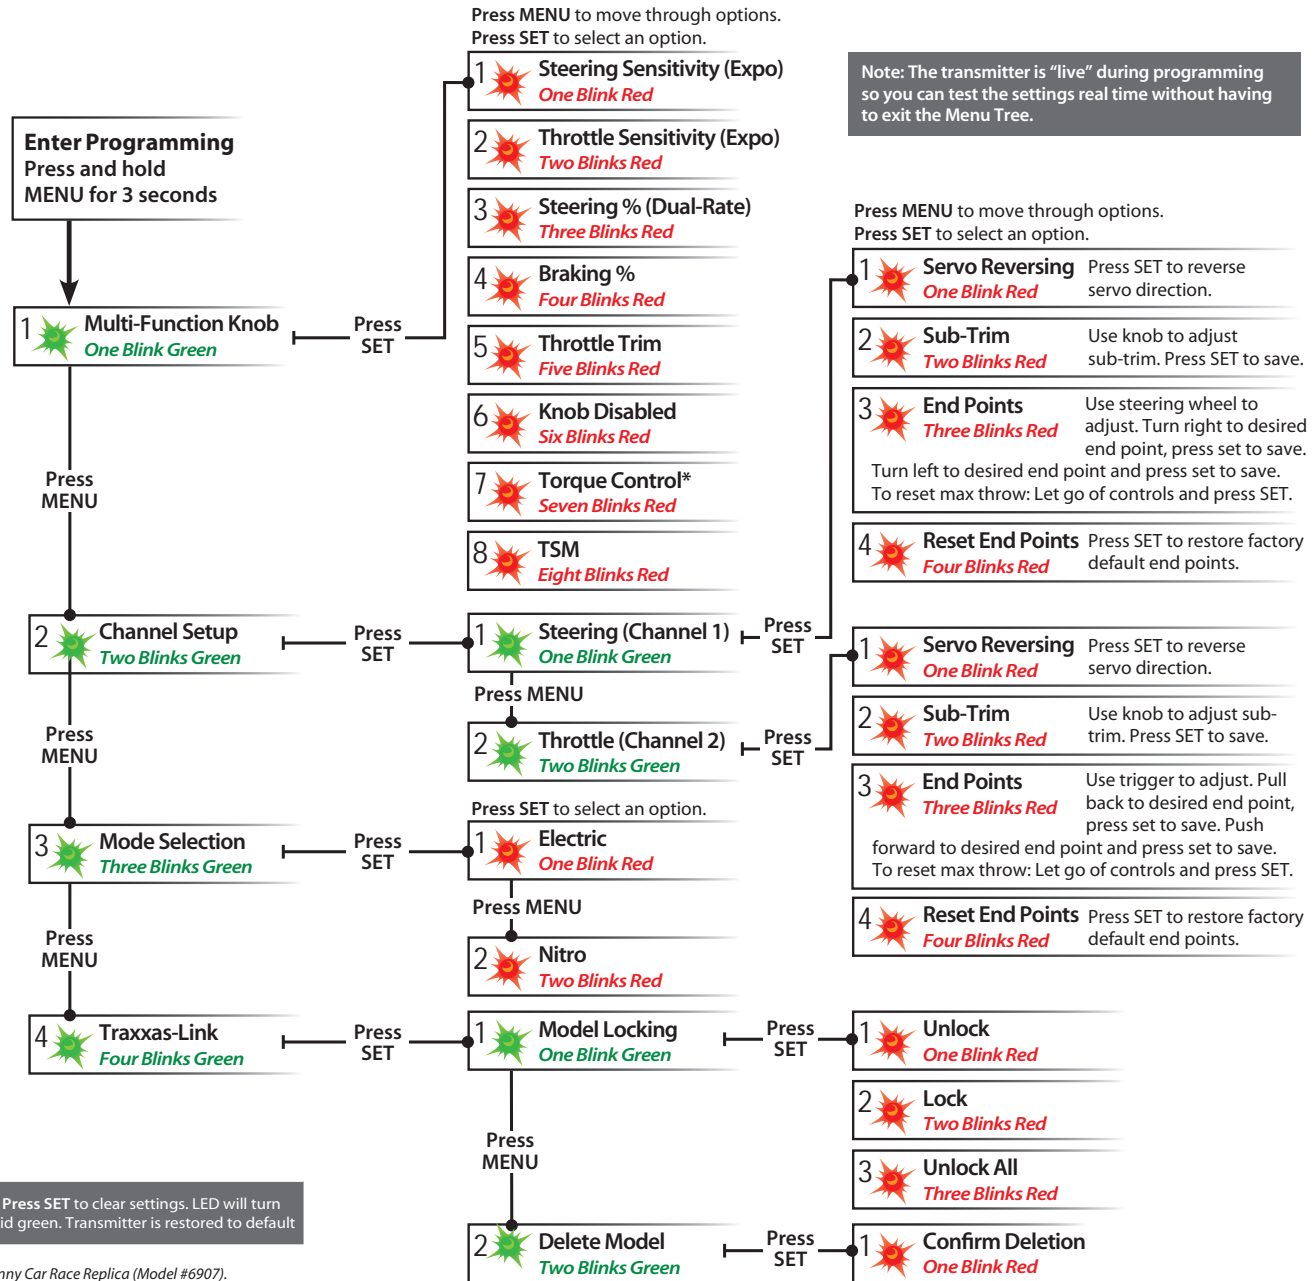 Press MENU to move through options.
Press SET to select an option.
1 Steering Sensitivity (Expo)
One Blink Red
2 Throttle Sensitivity (Expo)
Two Blinks Red
3 Steering % (Dual-Rate)
Three Blinks Red
4 Braking %
Four Blinks Red
5 Throttle Trim
Five Blinks Red
6 Knob Disabled
Six Blinks Red
7 Torque Control*
Seven Blinks Red
8 TSM
Eight Blinks Red
Note: The transmitter is “live” during programming
so you can test the settings real time without having
to exit the Menu Tree.
Enter Programming
Press and hold
MENU for 3 seconds
1 Multi-Function Knob
One Blink Green
Press
SET
Press
MENU
2 Channel Setup
Two Blinks Green
Press
SET
1 Steering (Channel 1)
One Blink Green
Press
SET
Press MENU
2 Throttle (Channel 2)
Two Blinks Green
Press
SET
Press MENU to move through options.
Press SET to select an option.
1 Servo Reversing
One Blink Red
Press SET to reverse
servo direction.
2 Sub-Trim
Two Blinks Red
Use knob to adjust
sub-trim. Press SET to save.
3 End Points
Three Blinks Red
Use steering wheel to
adjust. Turn right to desired
end point, press set to save.
Turn left to desired end point and press set to save.
To reset max throw: Let go of controls and press SET.
4 Reset End Points
Four Blinks Red
Press SET to restore factory
default end points.
1 Servo Reversing
One Blink Red
Press SET to reverse
servo direction.
2 Sub-Trim
Two Blinks Red
Use knob to adjust sub-
trim. Press SET to save.
3 End Points
Three Blinks Red
Use trigger to adjust. Pull
back to desired end point,
press set to save. Push
forward to desired end point and press set to save.
To reset max throw: Let go of controls and press SET.
4 Reset End Points
Four Blinks Red
Press SET to restore factory
default end points.
Press
MENU
3 Mode Selection
Three Blinks Green
Press
SET
Press SET to select an option.
1 Electric
One Blink Red
Press MENU
2 Nitro
Two Blinks Red
Press
MENU
4 Traxxas-Link
Four Blinks Green
Press
SET
1 Model Locking
One Blink Green
Press
SET
1 Unlock
One Blink Red
2 Lock
Two Blinks Red
3 Unlock All
Three Blinks Red
Press
MENU
2 Delete Model
Two Blinks Green
Press
SET
1 Confirm Deletion
One Blink Red
Press SET to clear settings. LED will turn
id green. Transmitter is restored to default
nny Car Race Replica (Model #6907).